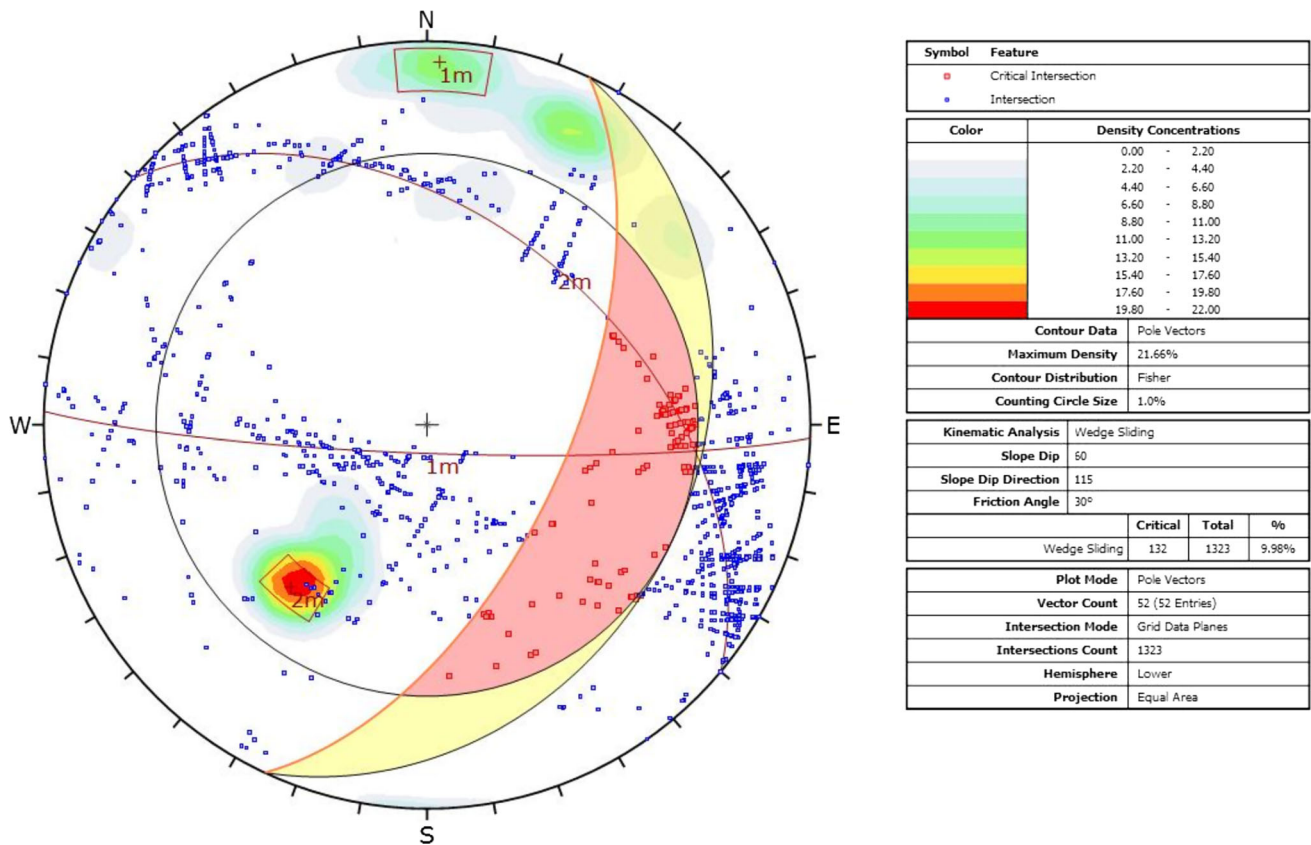 N
1m
2m
W
E
1m
2m
S
Symbol Feature
Critical Intersection
Intersection
Color Density Concentrations
0.00 - 2.20
2.20 - 4.40
4.40 - 6.60
6.60 - 8.80
8.80 - 11.00
11.00 - 13.20
13.20 - 15.40
15.40 - 17.60
17.60 - 19.80
19.80 - 22.00
Contour Data Pole Vectors
Maximum Density 21.66%
Contour Distribution Fisher
Counting Circle Size 1.0%
Kinematic Analysis Wedge Sliding
Slope Dip 60
Slope Dip Direction 115
Friction Angle 30°
Critical Total %
Wedge Sliding 132 1323 9.98%
Plot Mode Pole Vectors
Vector Count 52 (52 Entries)
Intersection Mode Grid Data Planes
Intersections Count 1323
Hemisphere Lower
Projection Equal Area